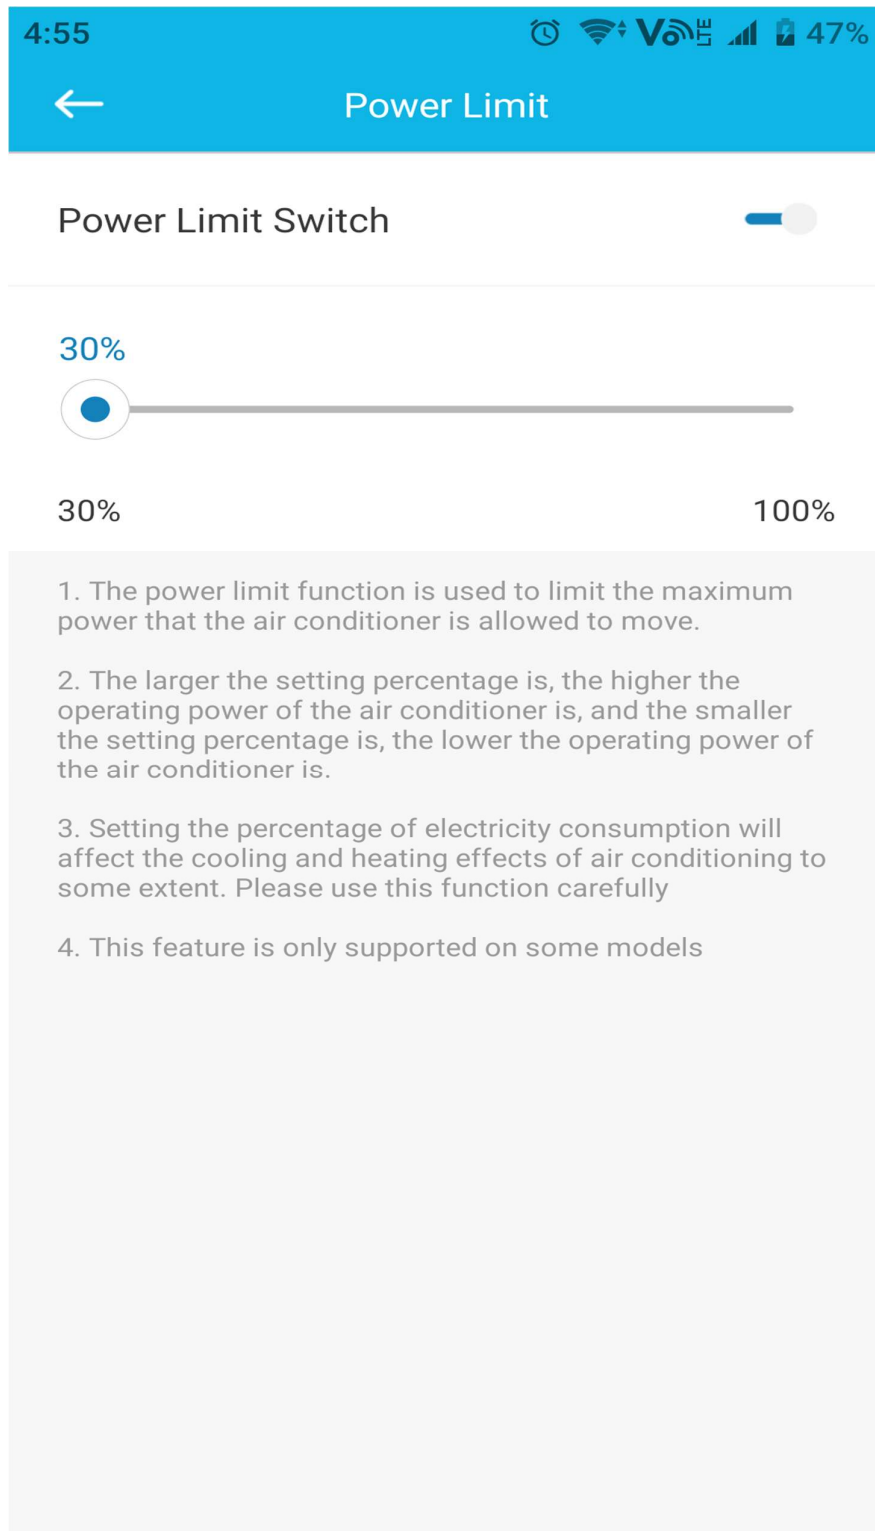 4:55 VoLTE 47%
Power Limit
Power Limit Switch
30%
30% 100%
1. The power limit function is used to limit the maximum
power that the air conditioner is allowed to move.
2. The larger the setting percentage is, the higher the
operating power of the air conditioner is, and the smaller
the setting percentage is, the lower the operating power of
the air conditioner is.
3. Setting the percentage of electricity consumption will
affect the cooling and heating effects of air conditioning to
some extent. Please use this function carefully
4. This feature is only supported on some models